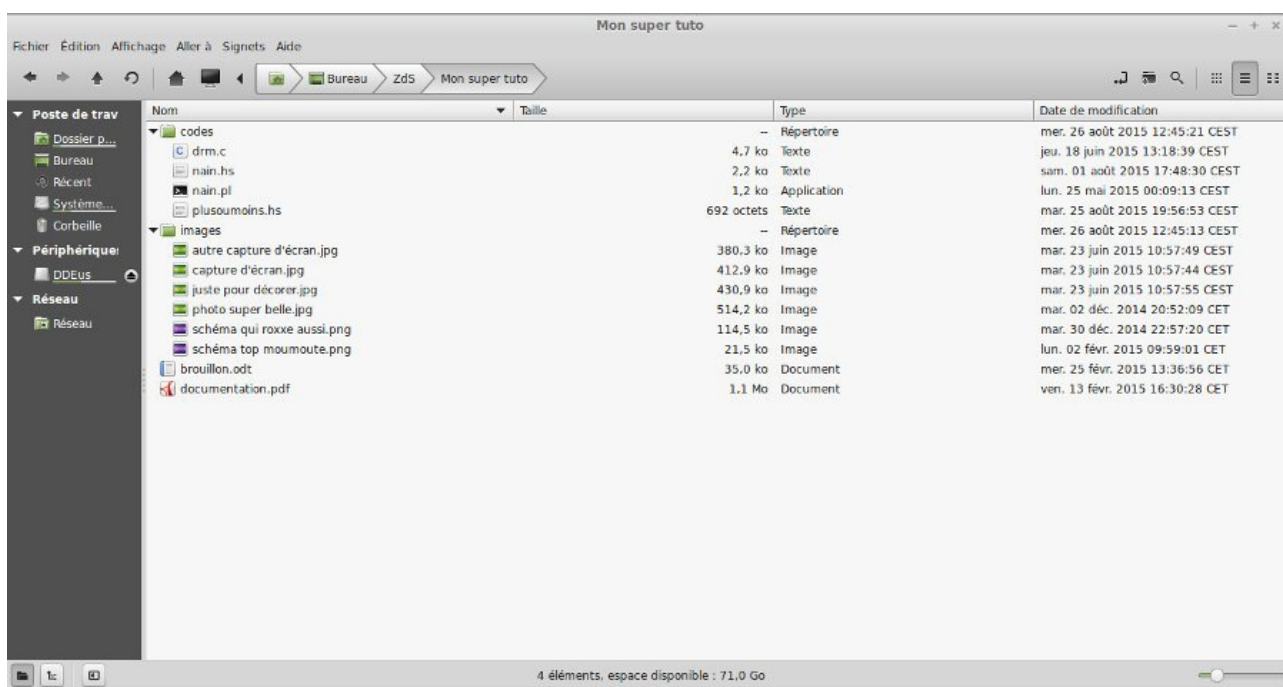 Mon super tuto
Fichier Édition Affichage Aller à Signets Aide
Bureau ZdS Mon super tuto
Poste de trav
Dossier p...
Bureau
Récent
Système...
Corbeille
Périphérique
DDEus
Réseau
Réseau
Nom Taille Type Date de modification
codes -- Répertoire mer. 26 août 2015 12:45:21 CEST
drm.c 4,7 ko Texte jeu. 18 juin 2015 13:18:39 CEST
nain.hs 2,2 ko Texte sam. 01 août 2015 17:48:30 CEST
nain.pl 1,2 ko Application lun. 25 mai 2015 00:09:13 CEST
plusoumoins.hs 692 octets Texte mar. 25 août 2015 19:56:53 CEST
images -- Répertoire mer. 26 août 2015 12:45:13 CEST
autre capture d'écran.jpg 380,3 ko Image mar. 23 juin 2015 10:57:49 CEST
capture d'écran.jpg 412,9 ko Image mar. 23 juin 2015 10:57:44 CEST
juste pour décorer.jpg 430,9 ko Image mar. 23 juin 2015 10:57:55 CEST
photo super belle.jpg 514,2 ko Image mar. 02 déc. 2014 20:52:09 CET
schéma qui roxxe aussi.png 114,5 ko Image mar. 30 déc. 2014 22:57:20 CET
schéma top moumoute.png 21,5 ko Image lun. 02 févr. 2015 09:59:01 CET
brouillon.odt 35,0 ko Document mer. 25 févr. 2015 13:36:56 CET
documentation.pdf 1,1 Mo Document ven. 13 févr. 2015 16:30:28 CET
4 éléments, espace disponible : 71,0 Go